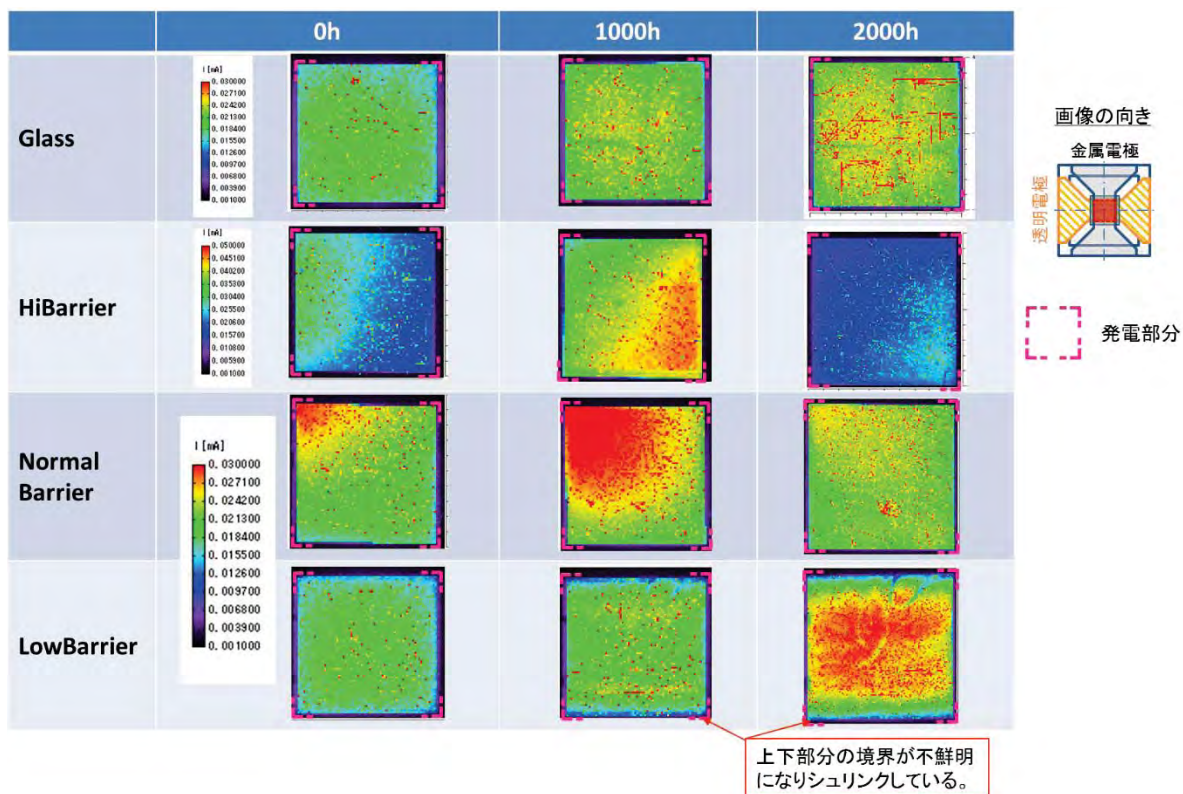 0h 1000h 2000h
Glass
I [mA]
0. 030000
0. 027100
0. 024200
0. 021300
0. 018400
0. 015500
0. 012600
0. 009700
0. 006800
0. 003900
0. 001000
HiBarrier
I [mA]
0. 050000
0. 045100
0. 040200
0. 035300
0. 030400
0. 025500
0. 020600
0. 015700
0. 010800
0. 005900
0. 001000
Normal
Barrier
I [mA]
0. 030000
0. 027100
0. 024200
0. 021300
0. 018400
0. 015500
0. 012600
0. 009700
0. 006800
0. 003900
0. 001000
LowBarrier
画像の向き
金属電極
透明電極
発電部分
上下部分の境界が不鮮明
になりシュリンクしている。